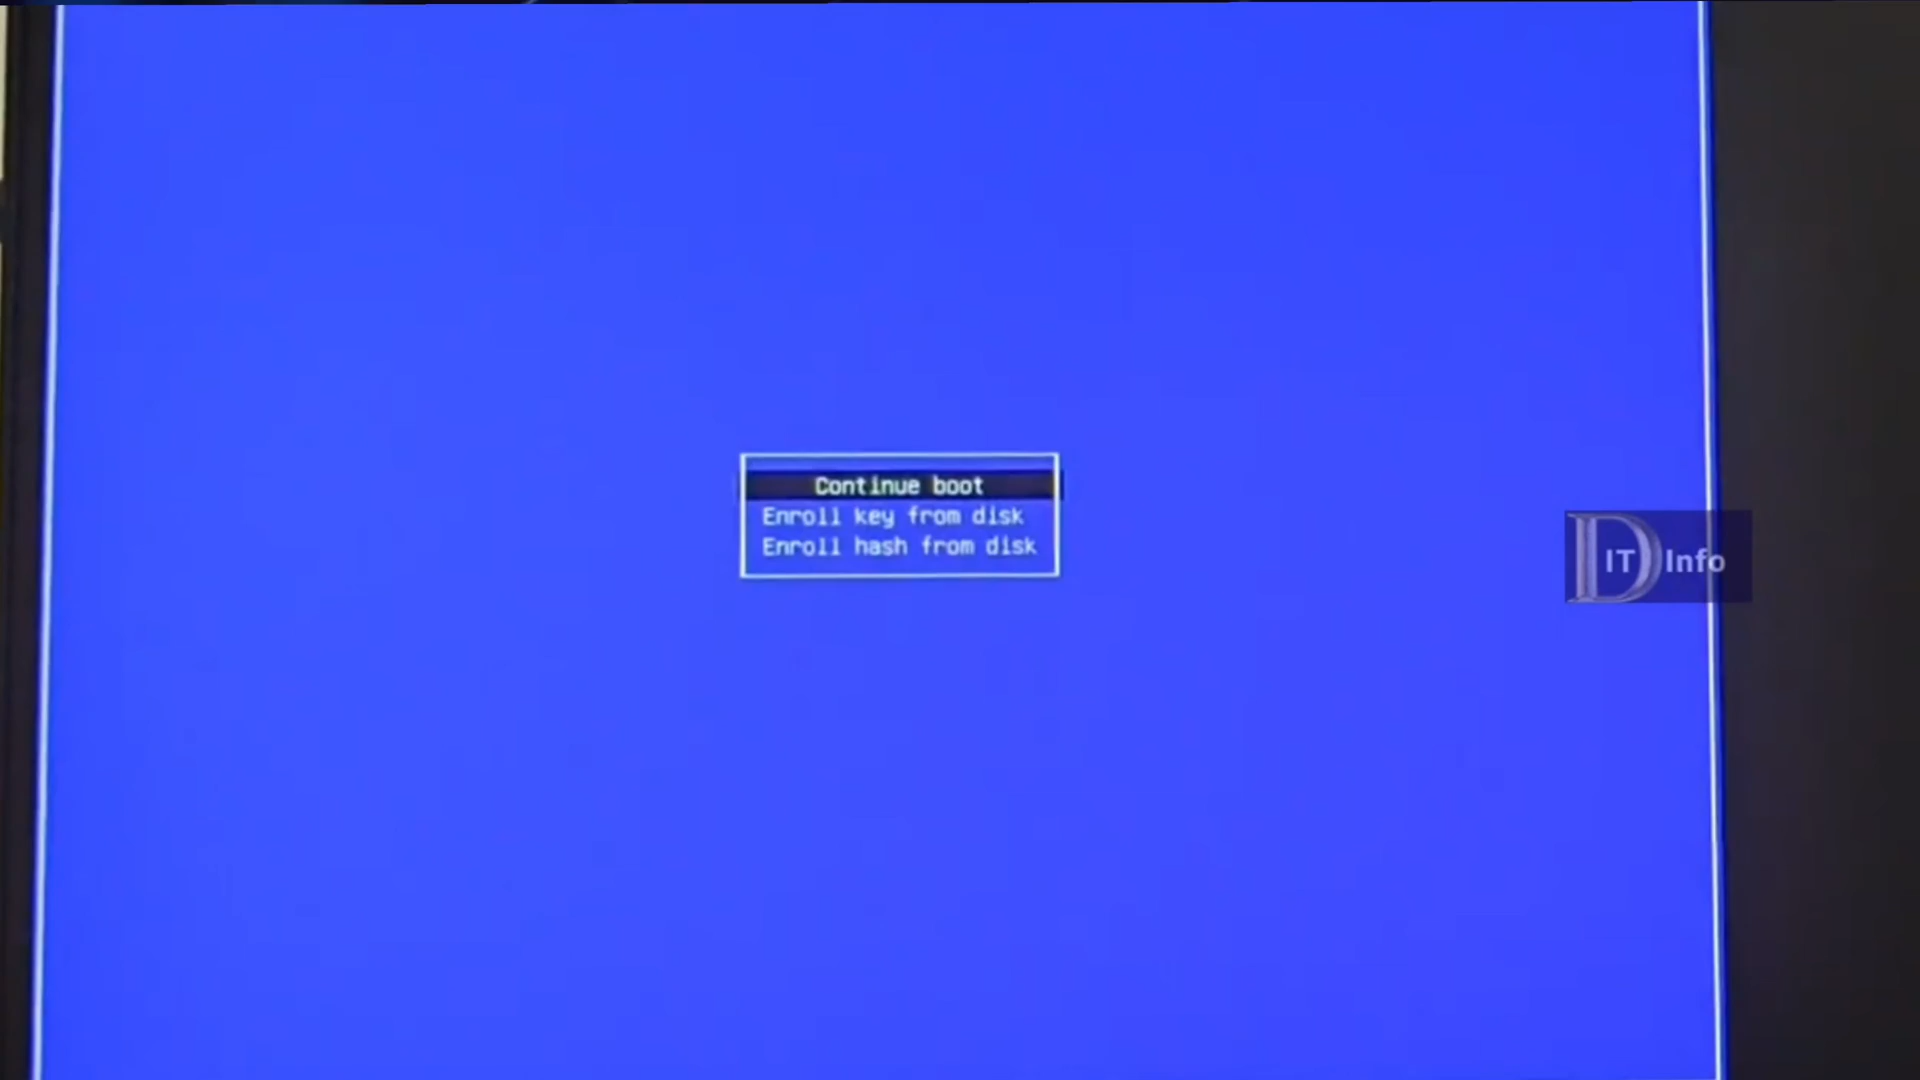 Continue boot
Enroll key from disk
Enroll hash from disk
D IT Info